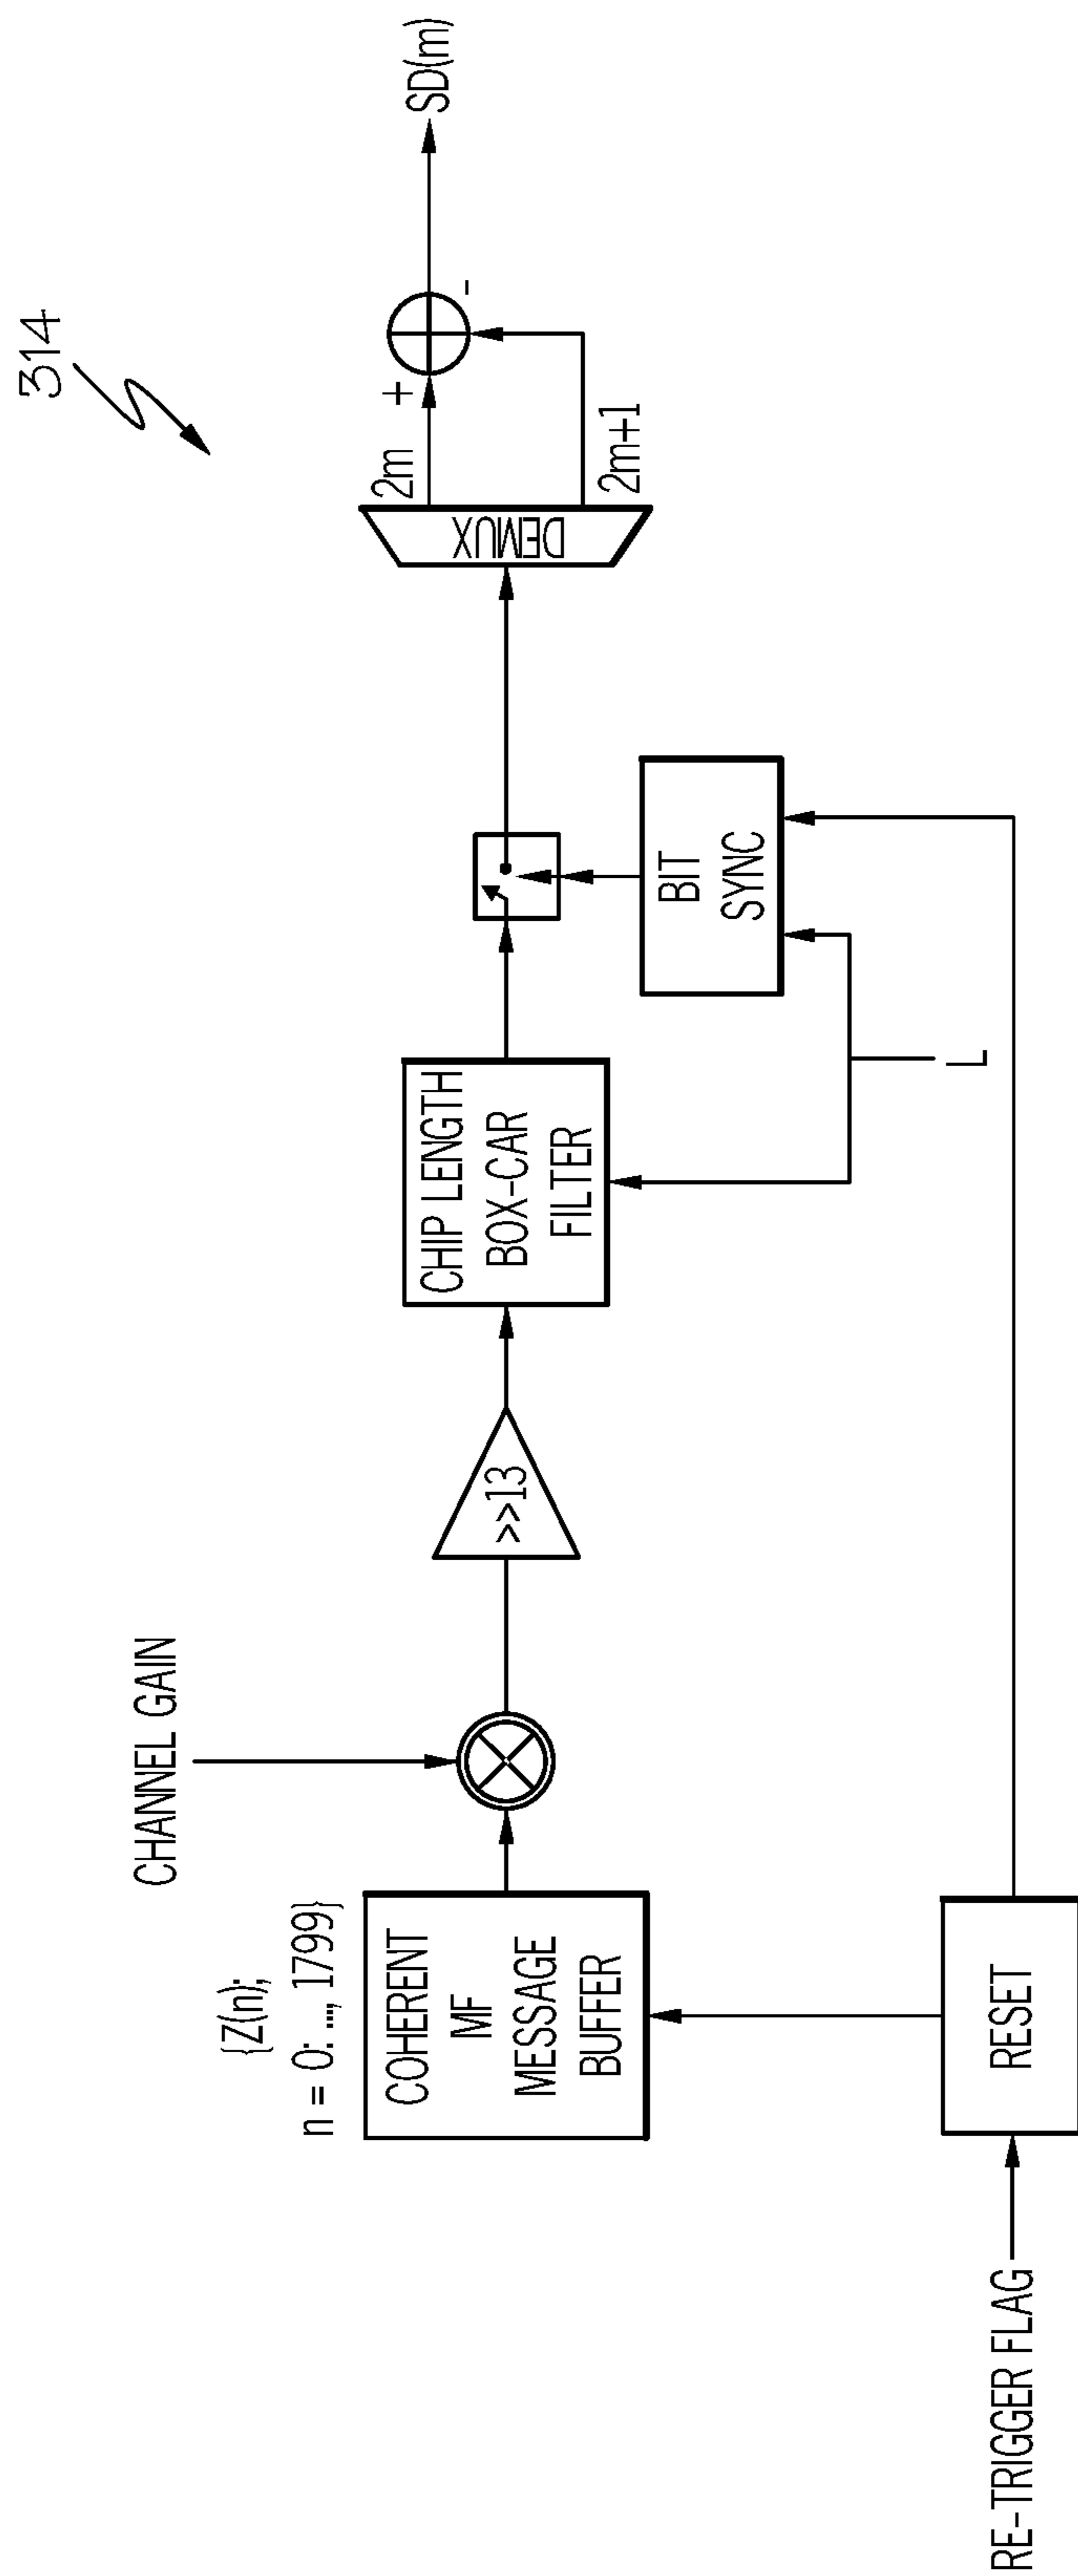 314
CHANNEL GAIN
{Z(n);
n = 0: ..., 1799}
COHERENT
MF
MESSAGE
BUFFER
>>13
CHIP LENGTH
BOX-CAR
FILTER
BIT
SYNC
L
DEMUX
2m
2m+1
+
-
SD(m)
RE-TRIGGER FLAG
RESET